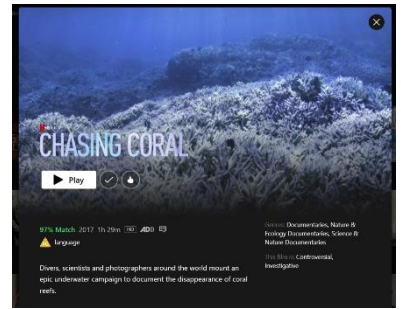 CHASING CORAL
Play
97% Match 2017 1h 29m HD AD
language
Divers, scientists and photographers around the world mount an
epic underwater campaign to document the disappearance of coral
reefs.
Genres: Documentaries, Nature &
Ecology Documentaries, Science &
Nature Documentaries
This film is: Controversial,
Investigative